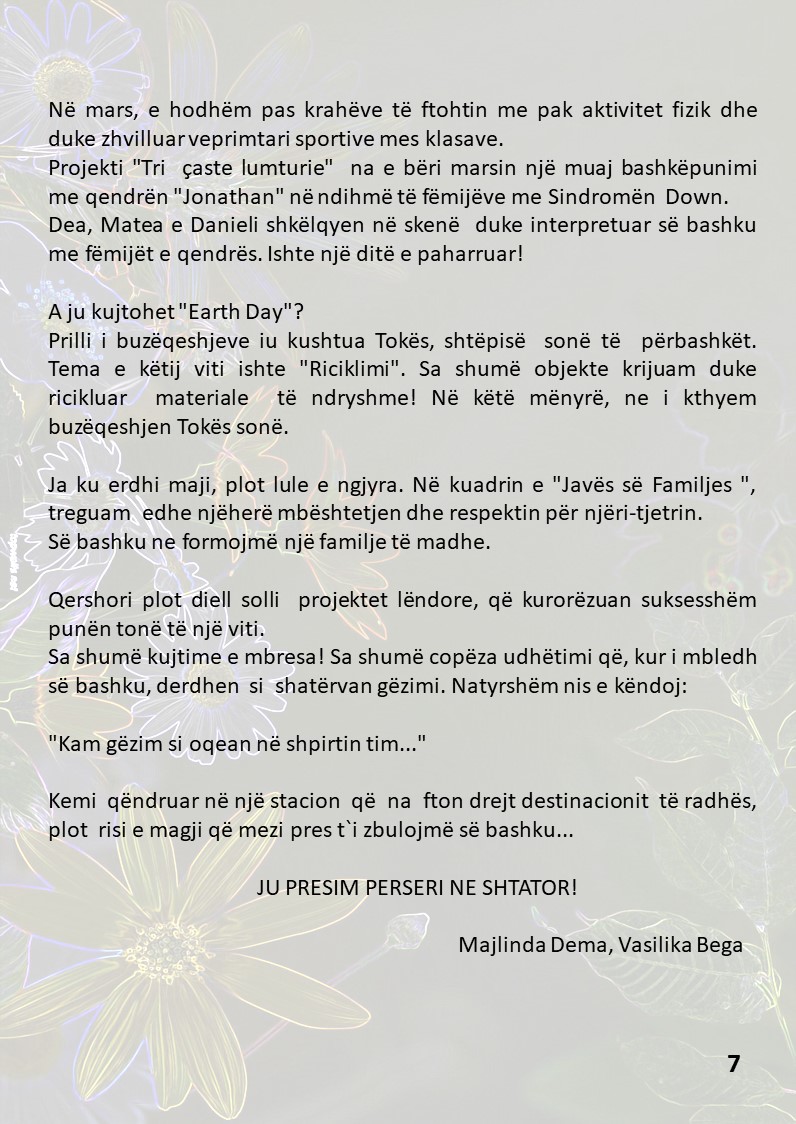 Në mars, e hodhëm pas krahëve të ftohtin me pak aktivitet fizik dhe
duke zhvilluar veprimtari sportive mes klasave.
Projekti "Tri çaste lumturie" na e bëri marsin një muaj bashkëpunimi
me qendrën "Jonathan" në ndihmë të fëmijëve me Sindromën Down.
Dea, Matea e Danieli shkëlqyen në skenë duke interpretuar së bashku
me fëmijët e qendrës. Ishte një ditë e paharruar!
A ju kujtohet "Earth Day"?
Prilli i buzëqeshjeve iu kushtua Tokës, shtëpisë sonë të përbashkët.
Tema e këtij viti ishte "Riciklimi". Sa shumë objekte krijuam duke
ricikluar materiale të ndryshme! Në këtë mënyrë, ne i kthyem
buzëqeshjen Tokës sonë.
Ja ku erdhi maji, plot lule e ngjyra. Në kuadrin e "Javës së Familjes ",
treguam edhe njëherë mbështetjen dhe respektin për njëri-tjetrin.
Së bashku ne formojmë një familje të madhe.
Qershori plot diell solli projektet lëndore, që kurorëzuan suksesshëm
punën tonë të një viti.
Sa shumë kujtime e mbresa! Sa shumë copëza udhëtimi që, kur i mbledh
së bashku, derdhen si shatërvan gëzimi. Natyrshëm nis e këndoj:
"Kam gëzim si oqean në shpirtin tim..."
Kemi qëndruar në një stacion që na fton drejt destinacionit të radhës,
plot risi e magji që mezi pres t`i zbulojmë së bashku...
JU PRESIM PERSERI NE SHTATOR!
Majlinda Dema, Vasilika Bega
7